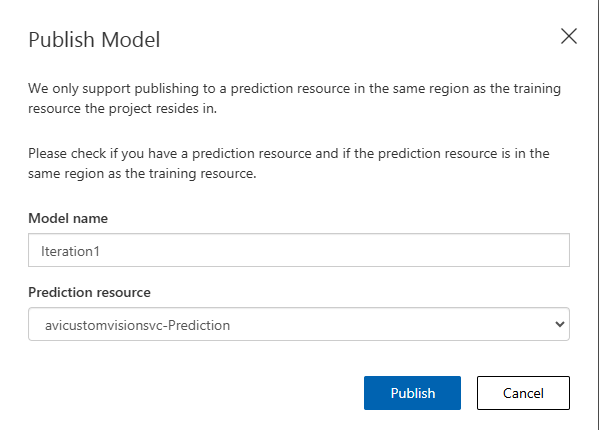 Publish Model
We only support publishing to a prediction resource in the same region as the training
resource the project resides in.
Please check if you have a prediction resource and if the prediction resource is in the
same region as the training resource.
Model name
Iteration1
Prediction resource
avicustomvisionsvc-Prediction
Publish
Cancel